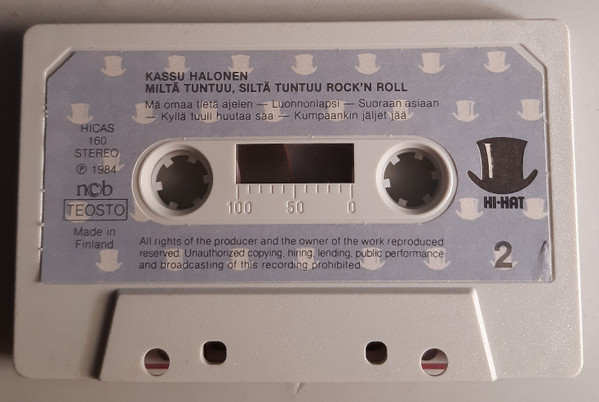 KASSU HALONEN
MILTÄ TUNTUU, SILTÄ TUNTUU ROCK'N ROLL
Mä omaa tietä ajelen — Luonnonlapsi — Suoraan asiaan
— Kyllä tuuli huutaa saa — Kumpaankin jäljet jää
HICAS
160
STEREO
℗ 1984
ncb
TEOSTO
Made in
Finland
100 50 0
HI-HAT
2
All rights of the producer and the owner of the work reproduced
reserved. Unauthorized copying, hiring, lending, public performance
and broadcasting of this recording prohibited.